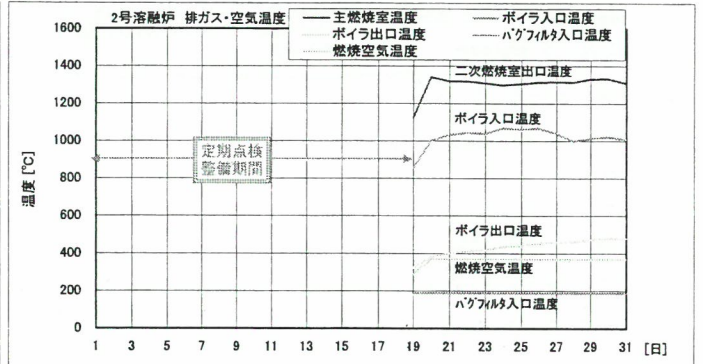 2号溶融炉 排ガス・空気温度
主燃焼室温度
ボイラ入口温度
ボイラ出口温度
バグフィルタ入口温度
燃焼空気温度
1600
1400
1200
1000
800
600
400
200
0
温度 [℃]
二次燃焼室出口温度
ボイラ入口温度
定期点検
整備期間
ボイラ出口温度
燃焼空気温度
バグフィルタ入口温度
1 3 5 7 9 11 13 15 17 19 21 23 25 27 29 31 [日]